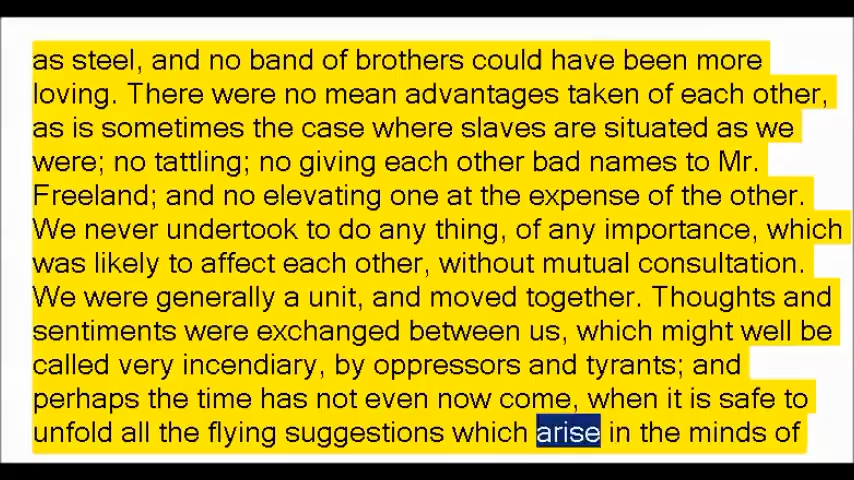 as steel, and no band of brothers could have been more
loving. There were no mean advantages taken of each other,
as is sometimes the case where slaves are situated as we
were; no tattling; no giving each other bad names to Mr.
Freeland; and no elevating one at the expense of the other.
We never undertook to do any thing, of any importance, which
was likely to affect each other, without mutual consultation.
We were generally a unit, and moved together. Thoughts and
sentiments were exchanged between us, which might well be
called very incendiary, by oppressors and tyrants; and
perhaps the time has not even now come, when it is safe to
unfold all the flying suggestions which arise in the minds of